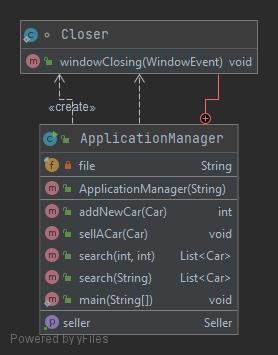 Closer
windowClosing(WindowEvent) void
«create»
ApplicationManager
file String
ApplicationManager(String)
addNewCar(Car) int
sellACar(Car) void
search(int, int) List<Car>
search(String) List<Car>
main(String[]) void
seller Seller
Powered by yFiles